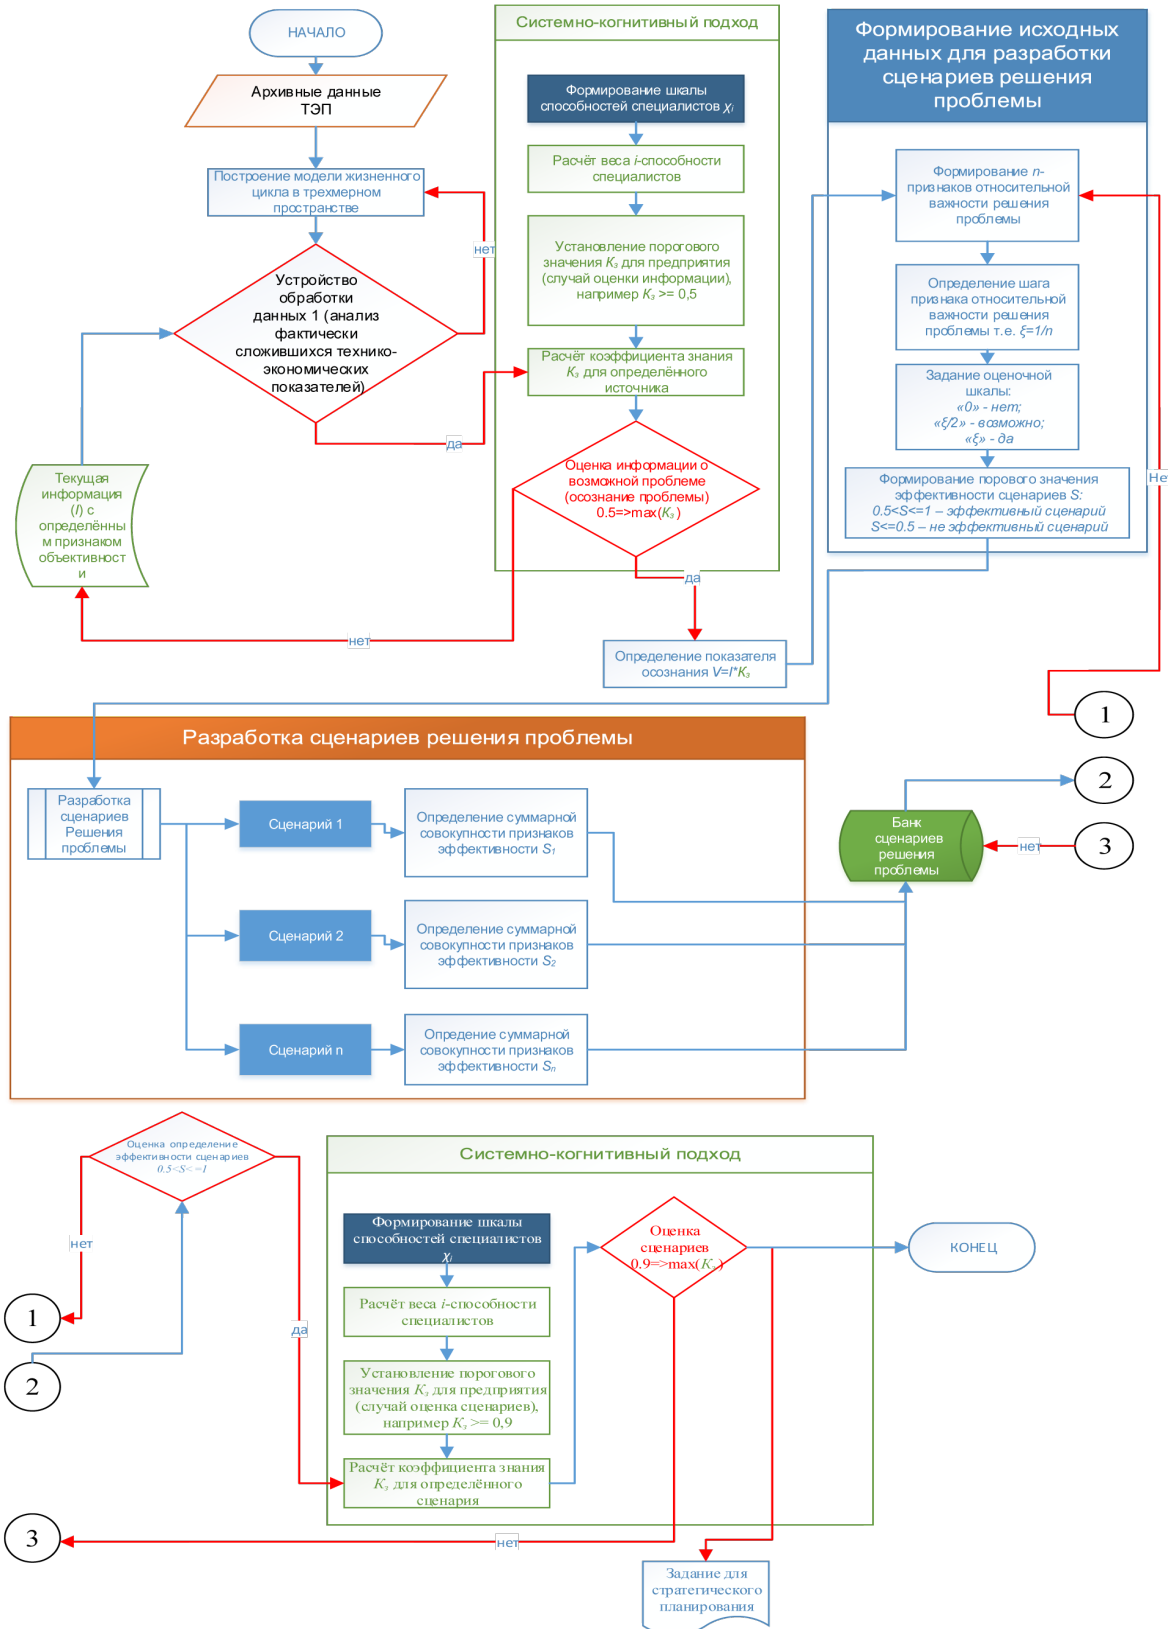 НАЧАЛО
Архивные данные
ТЭП
Построение модели жизненного
цикла в трехмерном
пространстве
нет
Устройство
обработки
данных 1 (анализ
фактически
сложившихся технико-
экономических
показателей)
да
Текущая
информация
(I) с
определённы
м признаком
объективност
и
нет
Системно-когнитивный подход
Формирование шкалы
способностей специалистов χⱼ
Расчёт веса i-способности
специалистов
Установление порогового
значения Kз для предприятия
(случай оценки информации),
например Kз >= 0,5
Расчёт коэффициента знания
Kз для определённого
источника
Оценка информации о
возможной проблеме
(осознание проблемы)
0.5=>max(Kз )
да
Определение показателя
осознания V=I*Kз
Формирование исходных
данных для разработки
сценариев решения
проблемы
Формирование n-
признаков относительной
важности решения
проблемы
Определение шага
признака относительной
важности решения
проблемы т.е. ξ=1/n
Задание оценочной
шкалы:
«0» - нет;
«ξ/2» - возможно;
«ξ» - да
Формирование порового значения
эффективности сценариев S:
0.5<S<=1 – эффективный сценарий
S<=0.5 – не эффективный сценарий
Нет
1
2
3
нет
Банк
сценариев
решения
проблемы
Разработка сценариев решения проблемы
Разработка
сценариев
Решения
проблемы
Сценарий 1
Определение суммарной
совокупности признаков
эффективности S1
Сценарий 2
Определение суммарной
совокупности признаков
эффективности S2
Сценарий n
Опредение суммарной
совокупности признаков
эффективности Sn
Оценка определение
эффективности сценариев
0.5<S<=1
нет
да
1
2
3
Системно-когнитивный подход
Формирование шкалы
способностей специалистов
χⱼ
Расчёт веса i-способности
специалистов
Установление порогового
значения Kз для предприятия
(случай оценка сценариев),
например Kз >= 0,9
Расчёт коэффициента знания
Kз для определённого
сценария
Оценка
сценариев
0.9=>max(Kз)
КОНЕЦ
нет
Задание для
стратегического
планирования